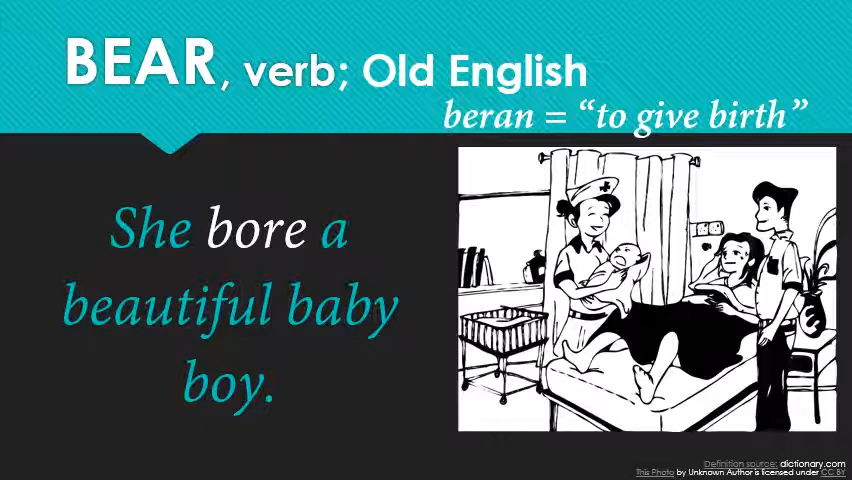 BEAR, verb; Old English
beran = “to give birth”
She bore a
beautiful baby
boy.
Definition source: dictionary.com
This Photo by Unknown Author is licensed under CC BY